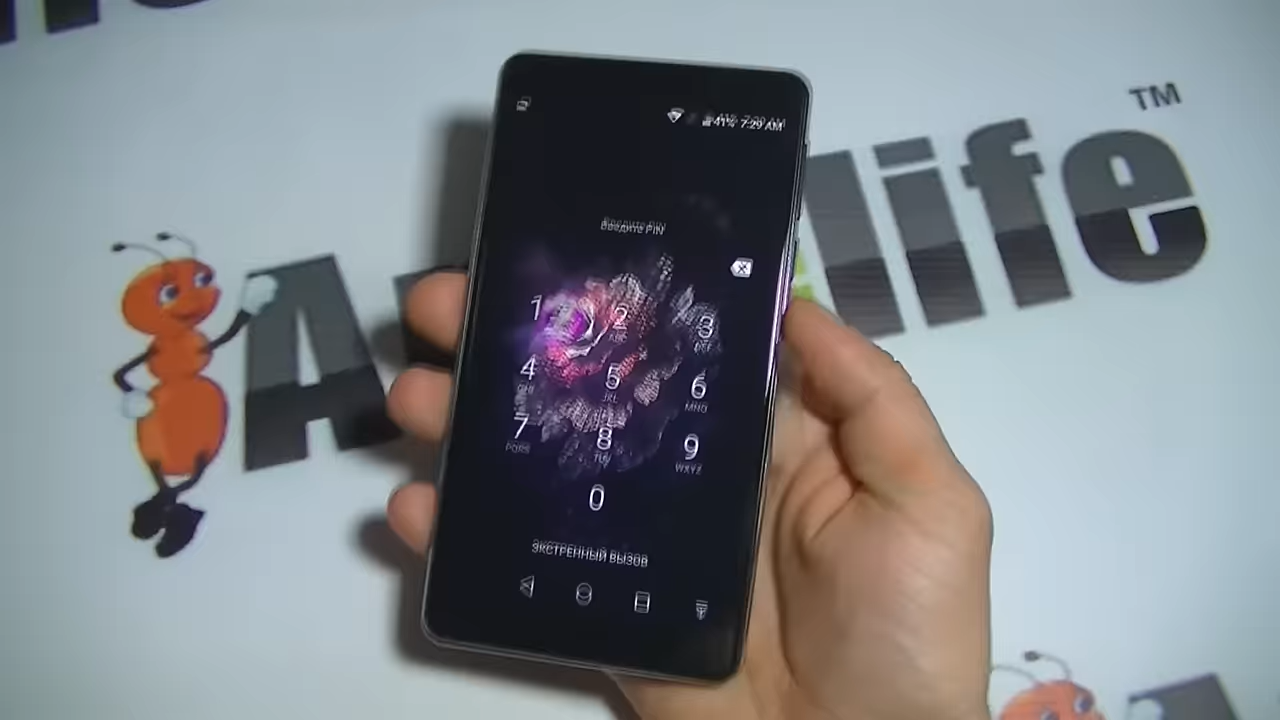 TM
life
A
41% 7:29 AM
Введите PIN
1
2
ABC
3
DEF
4
GHI
5
JKL
6
MNO
7
PQRS
8
TUV
9
WXYZ
0
ЭКСТРЕННЫЙ ВЫЗОВ
A